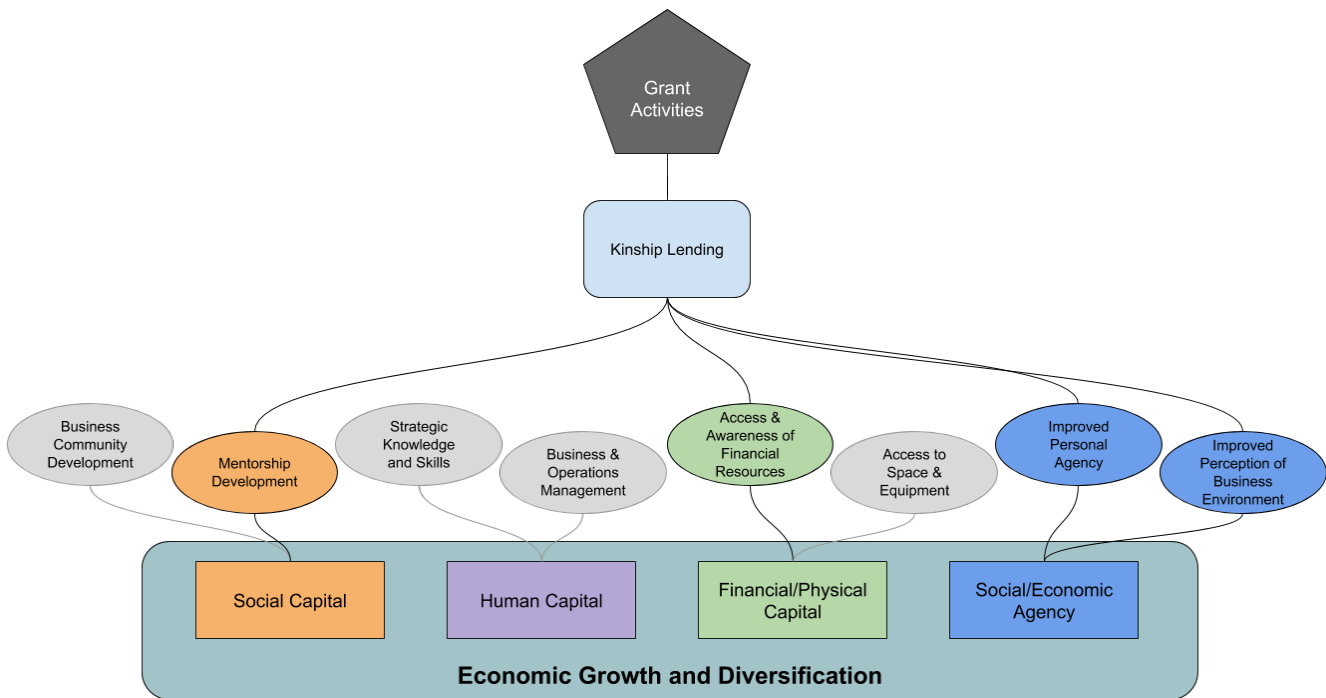 Grant
Activities
Kinship Lending
Business
Community
Development
Mentorship
Development
Strategic
Knowledge
and Skills
Business &
Operations
Management
Access &
Awareness of
Financial
Resources
Access to
Space &
Equipment
Improved
Personal
Agency
Improved
Perception of
Business
Environment
Social Capital
Human Capital
Financial/Physical
Capital
Social/Economic
Agency
Economic Growth and Diversification